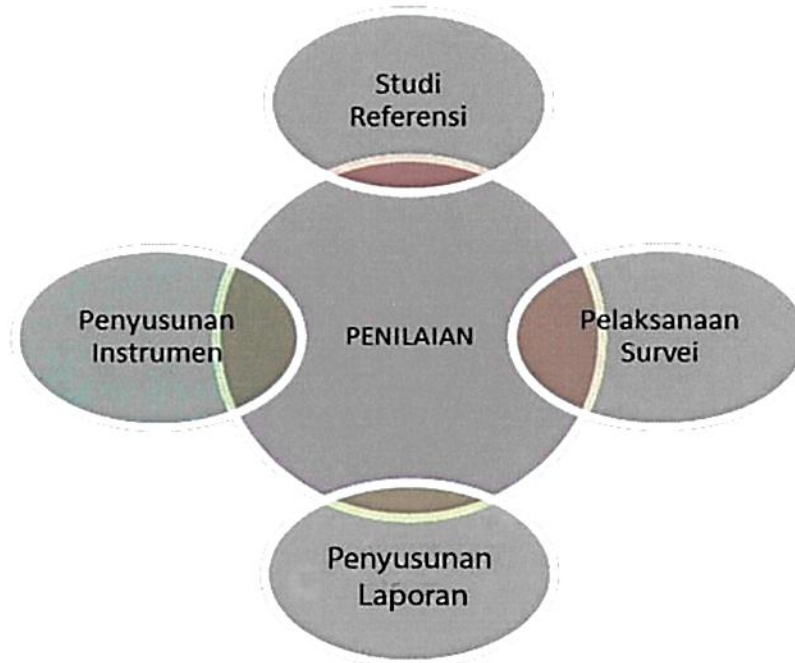 Studi
Referensi
Penyusunan
Instrumen
PENILAIAN
Pelaksanaan
Survei
Penyusunan
Laporan